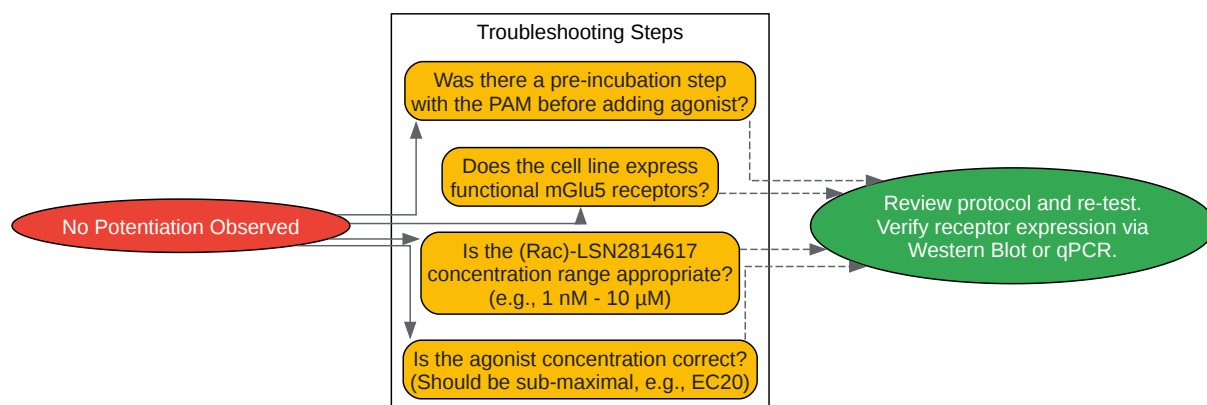 Troubleshooting Steps
Was there a pre-incubation step
with the PAM before adding agonist?
Does the cell line express
functional mGlu5 receptors?
No Potentiation Observed
Is the (Rac)-LSN2814617
concentration range appropriate?
(e.g., 1 nM - 10 µM)
Is the agonist concentration correct?
(Should be sub-maximal, e.g., EC20)
Review protocol and re-test.
Verify receptor expression via
Western Blot or qPCR.